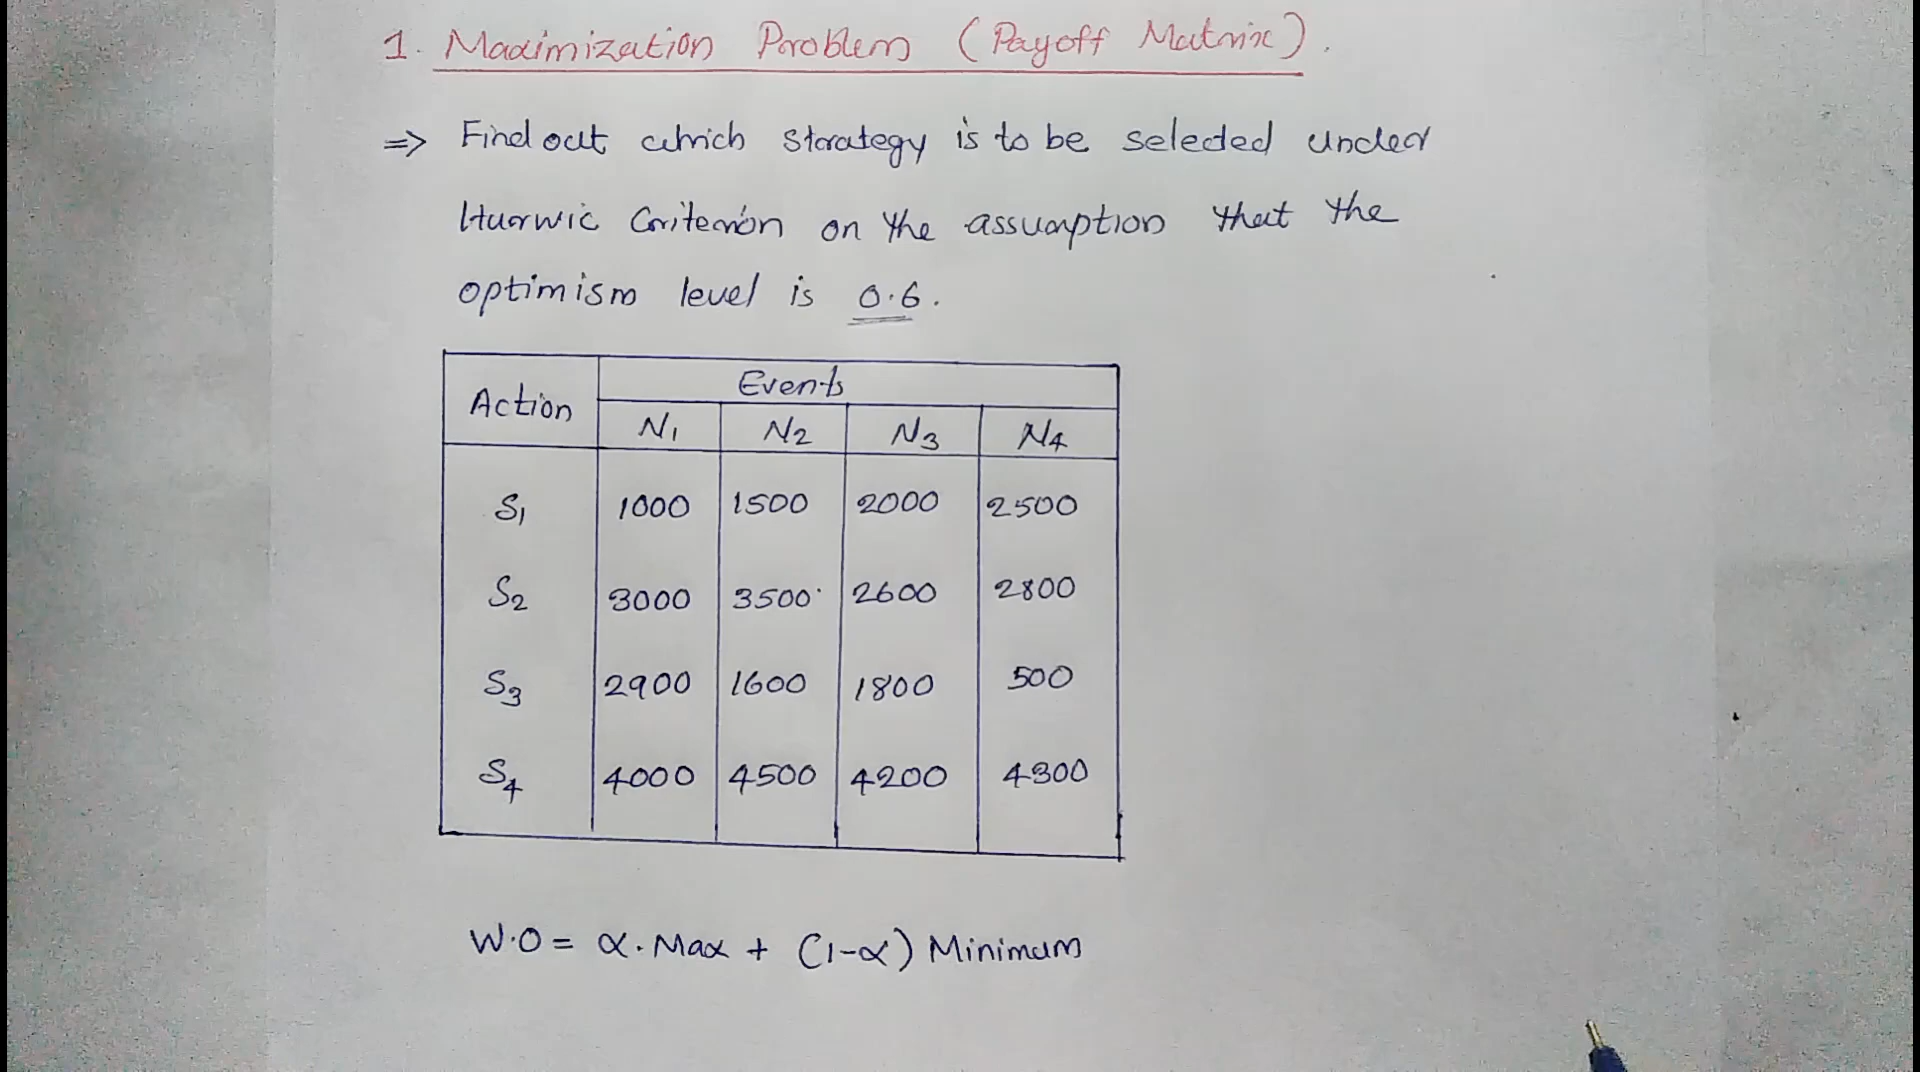 1. Maximization Problem (Payoff Matrix).
=> Find out which strategy is to be selected under
Hurwic Criterion on the assumption that the
optimism level is 0.6.
Action Events
N1 N2 N3 N4
S1 1000 1500 2000 2500
S2 3000 3500 2600 2800
S3 2900 1600 1800 500
S4 4000 4500 4200 4300
W.O = α. Max + (1-α) Minimum